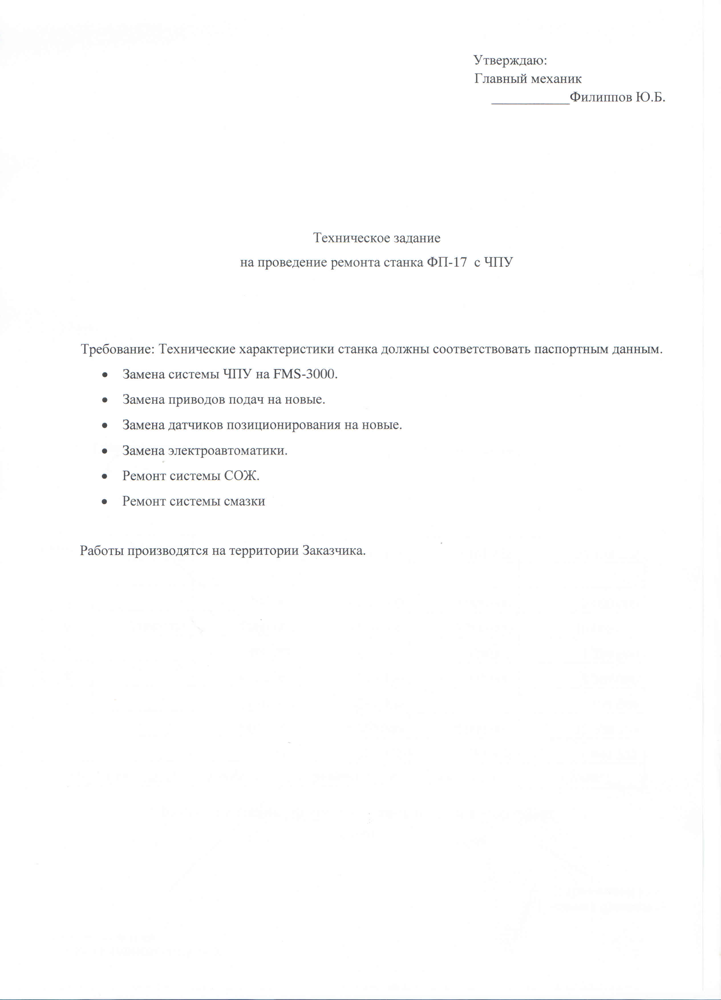 Утверждаю:
Главный механик
___________Филиппов Ю.Б.
Техническое задание
на проведение ремонта станка ФП-17 с ЧПУ
Требование: Технические характеристики станка должны соответствовать паспортным данным.
• Замена системы ЧПУ на FMS-3000.
• Замена приводов подач на новые.
• Замена датчиков позиционирования на новые.
• Замена электроавтоматики.
• Ремонт системы СОЖ.
• Ремонт системы смазки
Работы производятся на территории Заказчика.